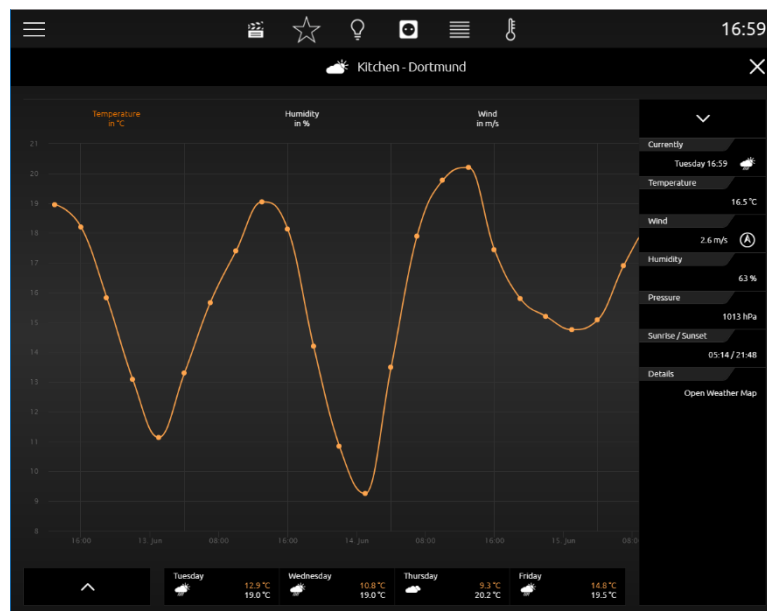 16:59
Kitchen - Dortmund
Temperature
in °C
Humidity
in %
Wind
in m/s
21
20
19
18
17
16
15
14
13
12
11
10
9
8
16:00
13. Jun
08:00
16:00
14. Jun
08:00
16:00
15. Jun
08:0
Currently
Tuesday 16:59
Temperature
16.5 °C
Wind
2.6 m/s
Humidity
63 %
Pressure
1013 hPa
Sunrise / Sunset
05:14 / 21:48
Details
Open Weather Map
Tuesday
12.9 °C
19.0 °C
Wednesday
10.8 °C
19.0 °C
Thursday
9.3 °C
20.2 °C
Friday
14.8 °C
19.5 °C